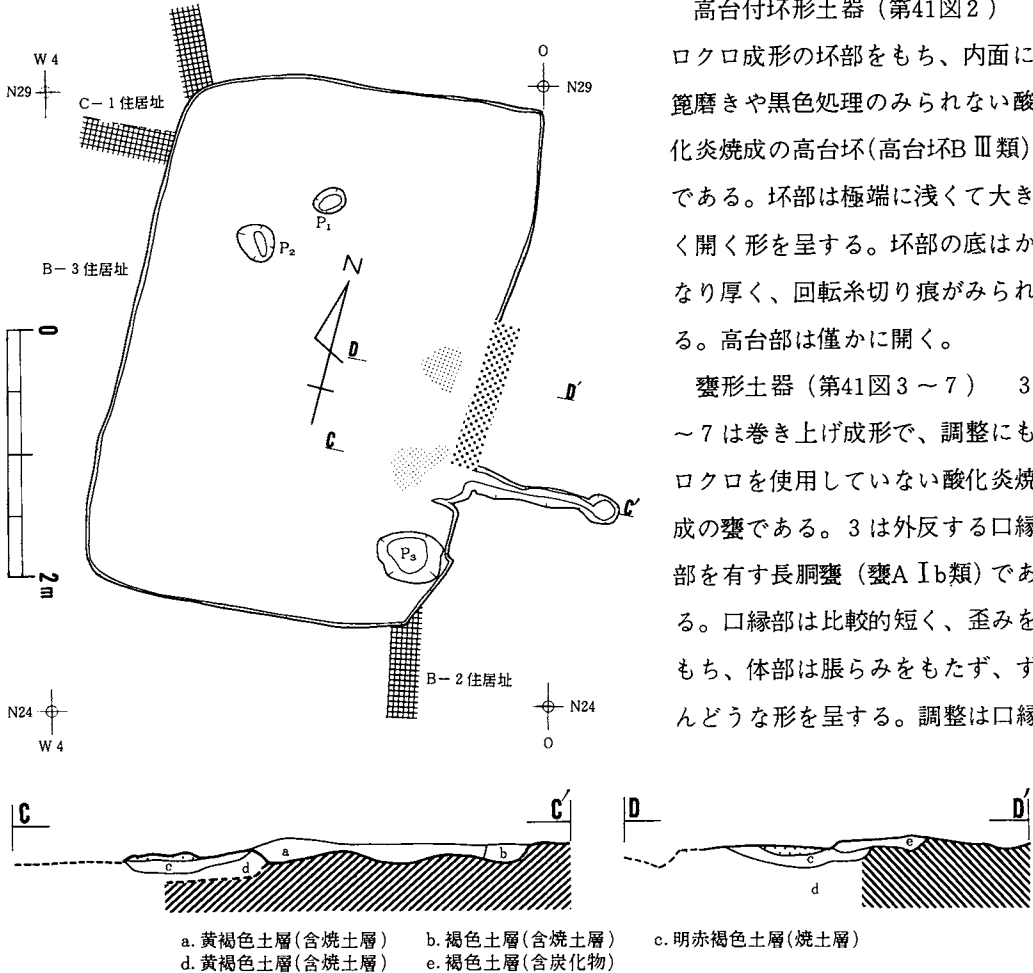 高台付坏形土器（第41図2）
ロクロ成形の坏部をもち、内面に
篦磨きや黒色処理のみられない酸
化炎焼成の高台坏(高台坏BⅢ類)
である。坏部は極端に浅くて大き
く開く形を呈する。坏部の底はか
なり厚く、回転糸切り痕がみられ
る。高台部は僅かに開く。
甕形土器（第41図3～7）　3
～7は巻き上げ成形で、調整にも
ロクロを使用していない酸化炎焼
成の甕である。3は外反する口縁
部を有す長胴甕（甕AⅠb類）であ
る。口縁部は比較的短く、歪みを
もち、体部は脹らみをもたず、ず
んどうな形を呈する。調整は口縁
W4
N29
O
N29
C-1住居址
P₁
P₂
B-3住居址
N
D
D′
C
C′
P₃
0
2m
B-2住居址
N24
W4
N24
O
C
C′
a
b
c
d
D
D′
e
c
d
a.黄褐色土層(含焼土層)　b.褐色土層(含焼土層)　c.明赤褐色土層(焼土層)
d.黄褐色土層(含焼土層)　e.褐色土層(含炭化物)